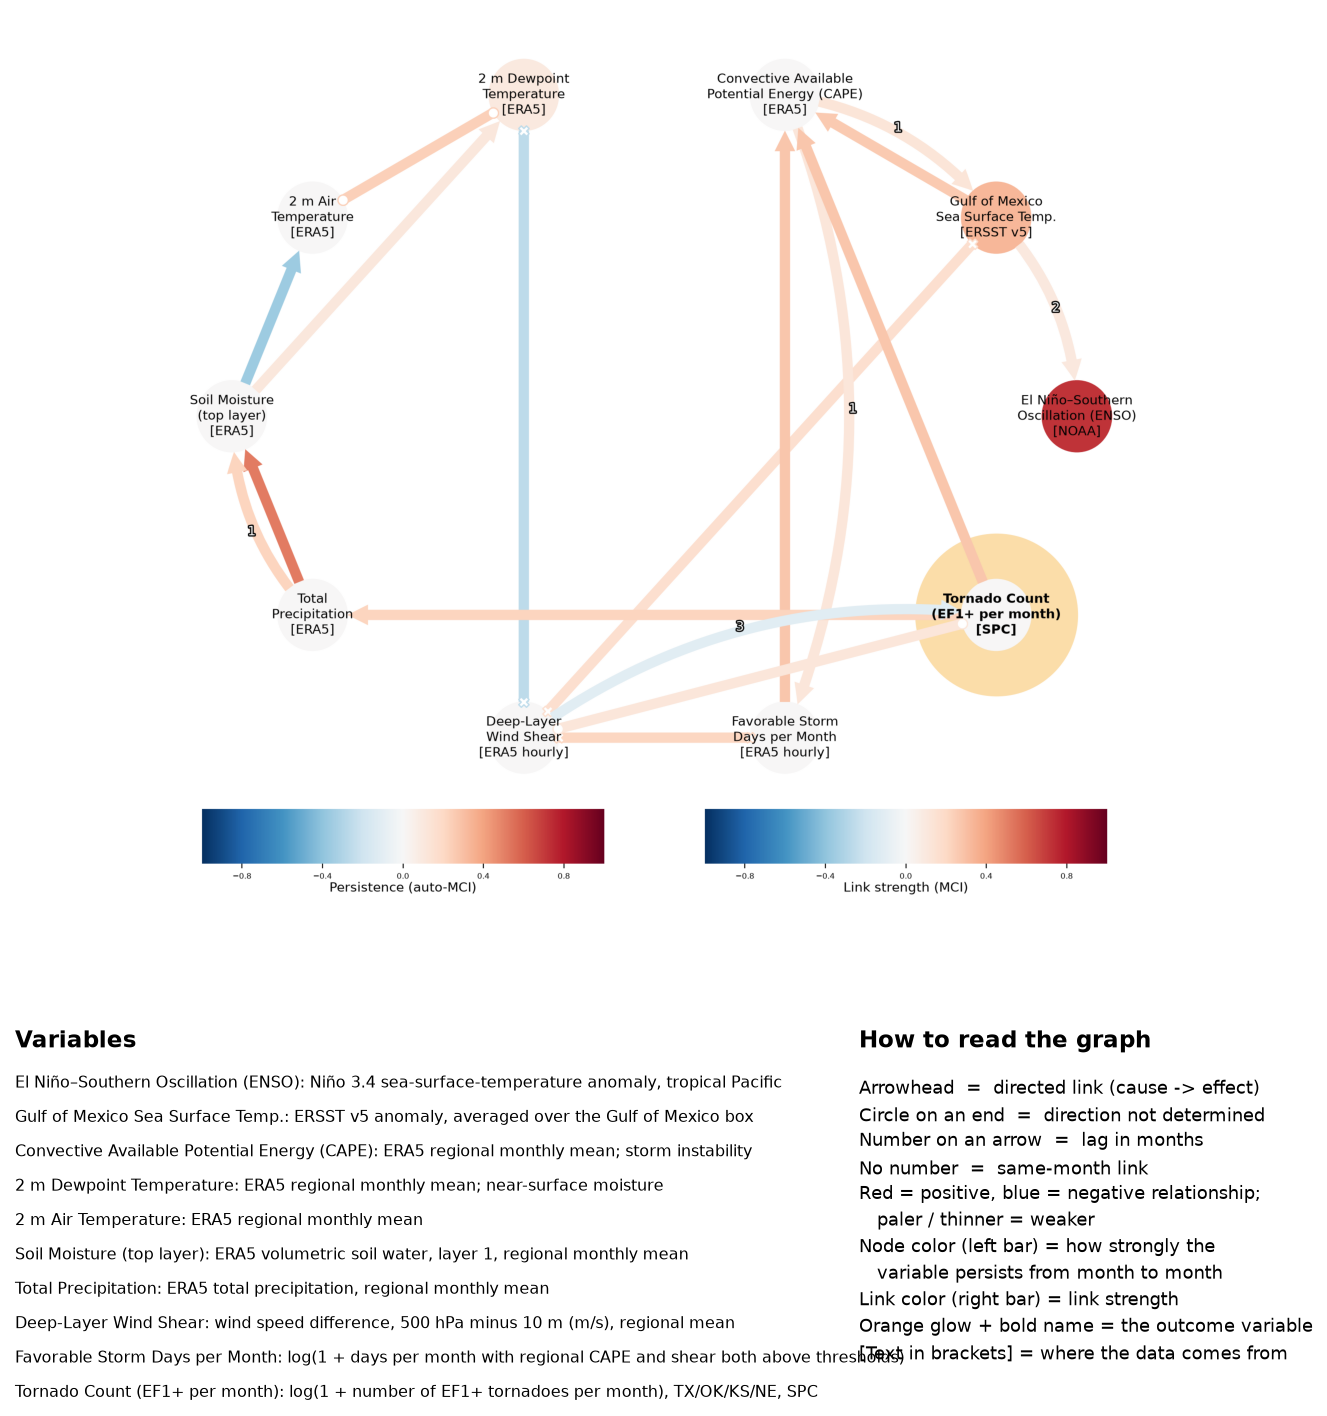 2 m Dewpoint
Temperature
[ERA5]
Convective Available
Potential Energy (CAPE)
[ERA5]
1
2 m Air
Temperature
[ERA5]
Gulf of Mexico
Sea Surface Temp.
[ERSST v5]
2
Soil Moisture
(top layer)
[ERA5]
1
El Niño–Southern
Oscillation (ENSO)
[NOAA]
1
Total
Precipitation
[ERA5]
3
Tornado Count
(EF1+ per month)
[SPC]
Deep-Layer
Wind Shear
[ERA5 hourly]
Favorable Storm
Days per Month
[ERA5 hourly]
−0.8 −0.4 0.0 0.4 0.8
Persistence (auto-MCI)
−0.8 −0.4 0.0 0.4 0.8
Link strength (MCI)
Variables
El Niño–Southern Oscillation (ENSO): Niño 3.4 sea-surface-temperature anomaly, tropical Pacific
Gulf of Mexico Sea Surface Temp.: ERSST v5 anomaly, averaged over the Gulf of Mexico box
Convective Available Potential Energy (CAPE): ERA5 regional monthly mean; storm instability
2 m Dewpoint Temperature: ERA5 regional monthly mean; near-surface moisture
2 m Air Temperature: ERA5 regional monthly mean
Soil Moisture (top layer): ERA5 volumetric soil water, layer 1, regional monthly mean
Total Precipitation: ERA5 total precipitation, regional monthly mean
Deep-Layer Wind Shear: wind speed difference, 500 hPa minus 10 m (m/s), regional mean
Favorable Storm Days per Month: log(1 + days per month with regional CAPE and shear both above thresholds)
Tornado Count (EF1+ per month): log(1 + number of EF1+ tornadoes per month), TX/OK/KS/NE, SPC
How to read the graph
Arrowhead = directed link (cause -> effect)
Circle on an end = direction not determined
Number on an arrow = lag in months
No number = same-month link
Red = positive, blue = negative relationship;
paler / thinner = weaker
Node color (left bar) = how strongly the
variable persists from month to month
Link color (right bar) = link strength
Orange glow + bold name = the outcome variable
[Text in brackets] = where the data comes from